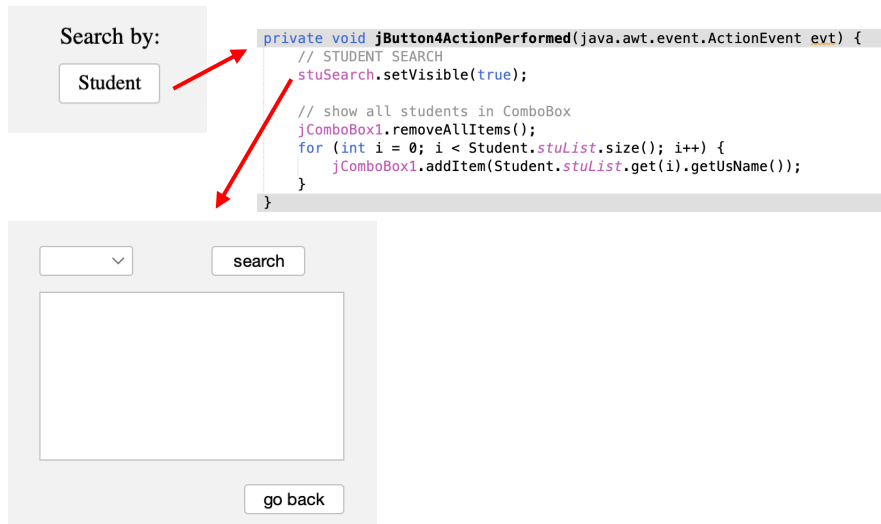 Search by:
Student
private void jButton4ActionPerformed(java.awt.event.ActionEvent evt) {
    // STUDENT SEARCH
    stuSearch.setVisible(true);
    // show all students in ComboBox
    jComboBox1.removeAllItems();
    for (int i = 0; i < Student.stuList.size(); i++) {
        jComboBox1.addItem(Student.stuList.get(i).getUsName());
    }
}
search
go back